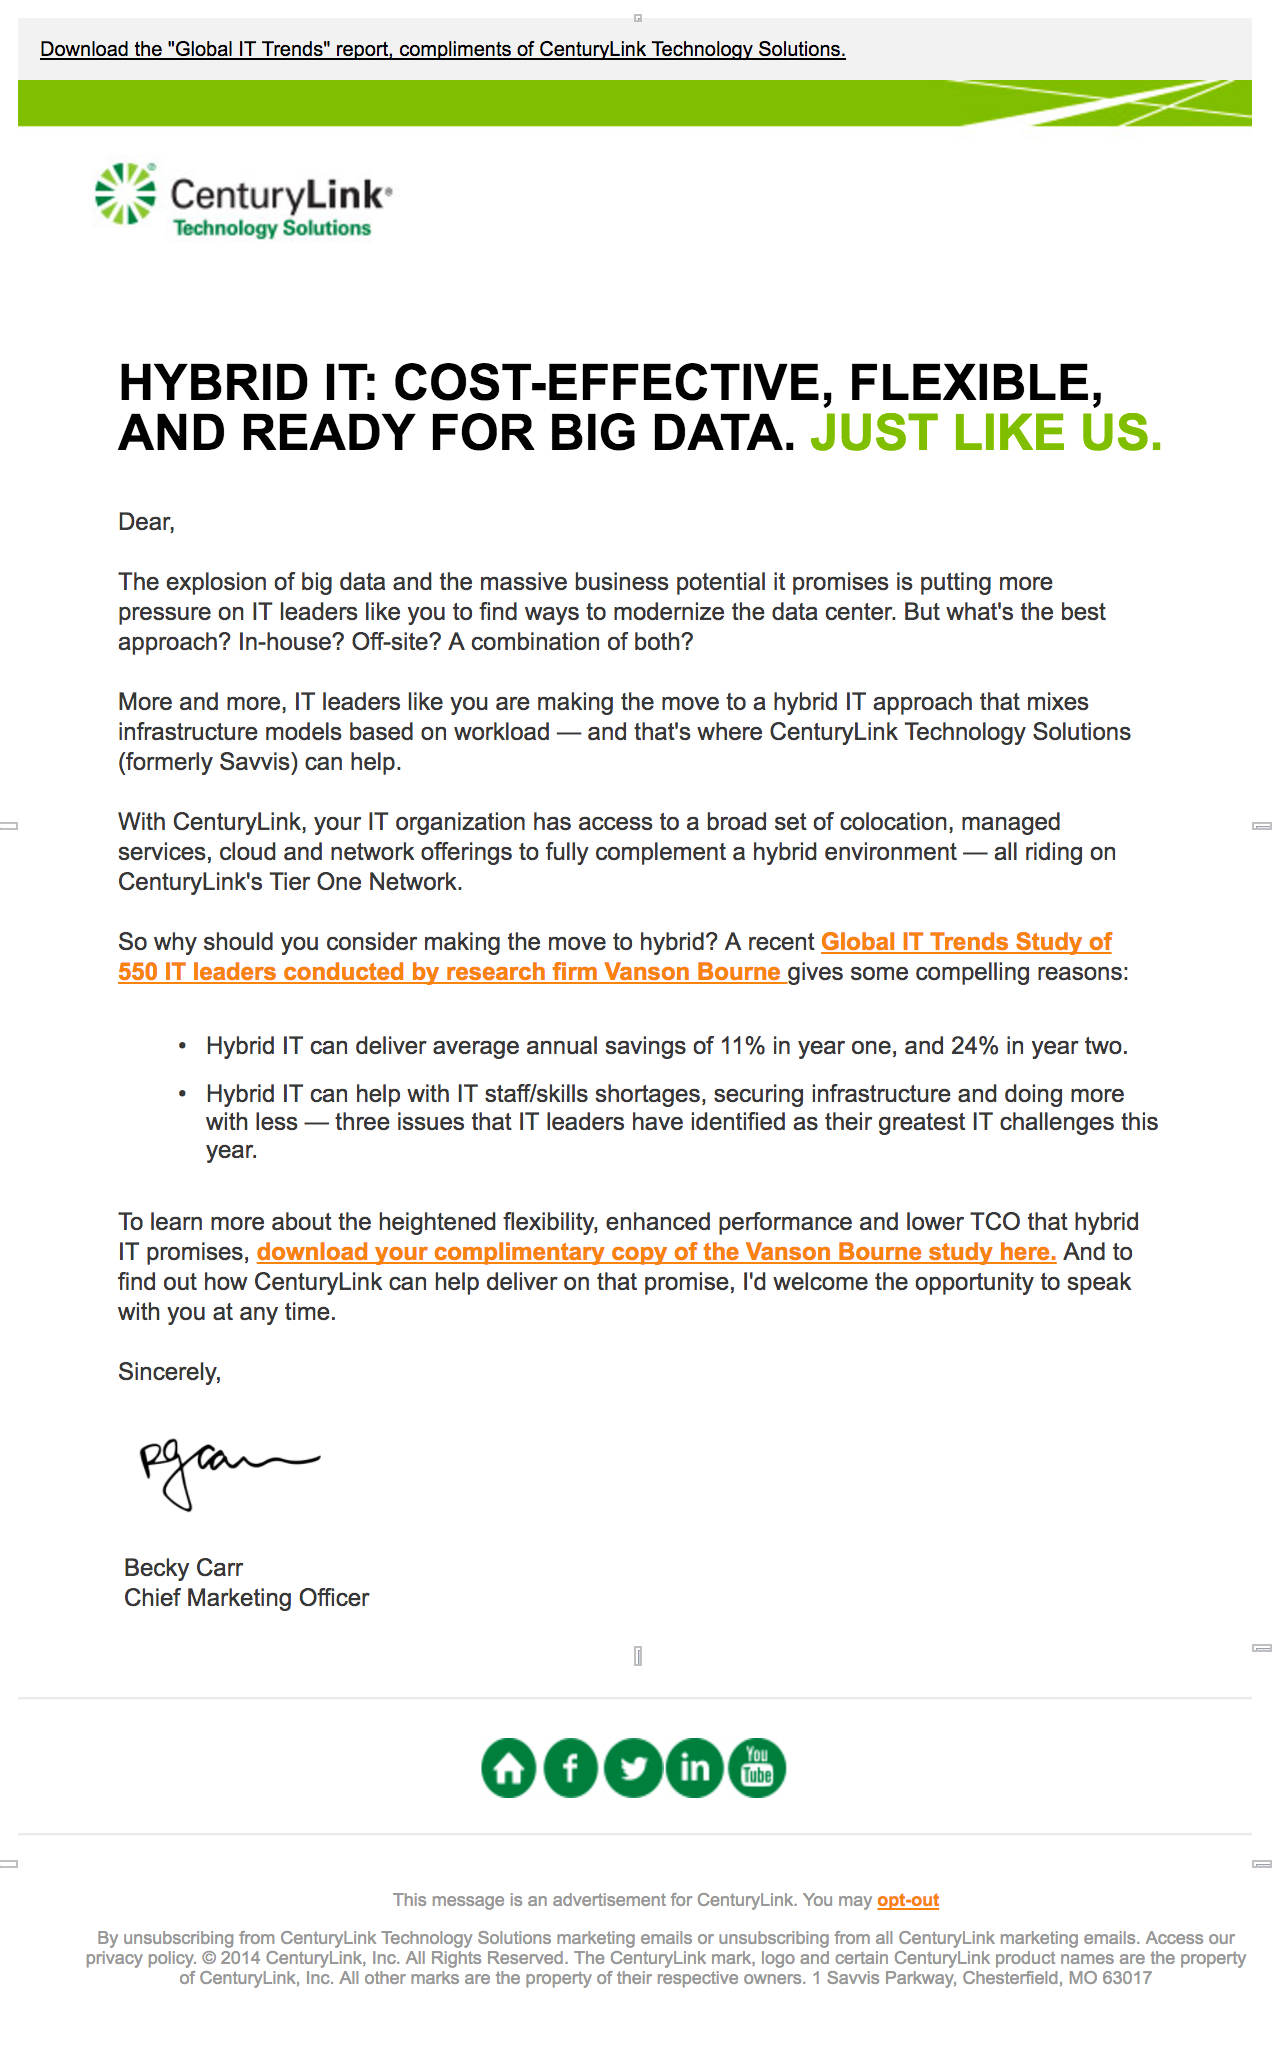 Download the "Global IT Trends" report, compliments of CenturyLink Technology Solutions.
CenturyLink®
Technology Solutions
HYBRID IT: COST-EFFECTIVE, FLEXIBLE,
AND READY FOR BIG DATA. JUST LIKE US.
Dear,
The explosion of big data and the massive business potential it promises is putting more
pressure on IT leaders like you to find ways to modernize the data center. But what's the best
approach? In-house? Off-site? A combination of both?
More and more, IT leaders like you are making the move to a hybrid IT approach that mixes
infrastructure models based on workload — and that's where CenturyLink Technology Solutions
(formerly Savvis) can help.
With CenturyLink, your IT organization has access to a broad set of colocation, managed
services, cloud and network offerings to fully complement a hybrid environment — all riding on
CenturyLink's Tier One Network.
So why should you consider making the move to hybrid? A recent Global IT Trends Study of
550 IT leaders conducted by research firm Vanson Bourne gives some compelling reasons:
• Hybrid IT can deliver average annual savings of 11% in year one, and 24% in year two.
• Hybrid IT can help with IT staff/skills shortages, securing infrastructure and doing more
with less — three issues that IT leaders have identified as their greatest IT challenges this
year.
To learn more about the heightened flexibility, enhanced performance and lower TCO that hybrid
IT promises, download your complimentary copy of the Vanson Bourne study here. And to
find out how CenturyLink can help deliver on that promise, I'd welcome the opportunity to speak
with you at any time.
Sincerely,
RgCarr
Becky Carr
Chief Marketing Officer
f in You
Tube
This message is an advertisement for CenturyLink. You may opt-out
By unsubscribing from CenturyLink Technology Solutions marketing emails or unsubscribing from all CenturyLink marketing emails. Access our
privacy policy. © 2014 CenturyLink, Inc. All Rights Reserved. The CenturyLink mark, logo and certain CenturyLink product names are the property
of CenturyLink, Inc. All other marks are the property of their respective owners. 1 Savvis Parkway, Chesterfield, MO 63017